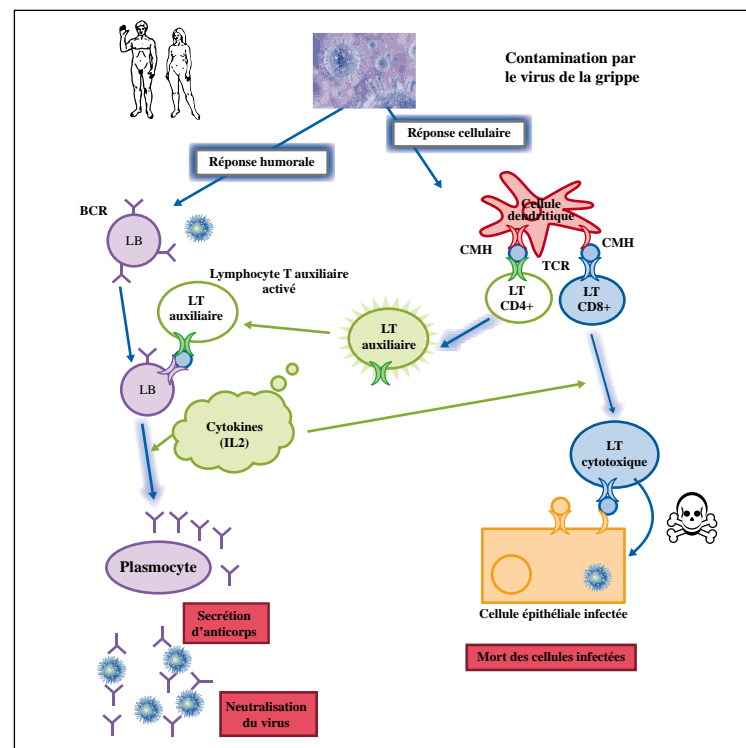 Contamination par
le virus de la grippe
Réponse cellulaire
Réponse humorale
BCR
LB
Cellule
dendritique
CMH
CMH
TCR
LT
CD4+
LT
CD8+
Lymphocyte T auxiliaire
activé
LT
auxiliaire
LT
auxiliaire
LB
Cytokines
(IL2)
LT
cytotoxique
Plasmocyte
Cellule épithéliale infectée
Sécrétion
d'anticorps
Mort des cellules infectées
Neutralisation
du virus